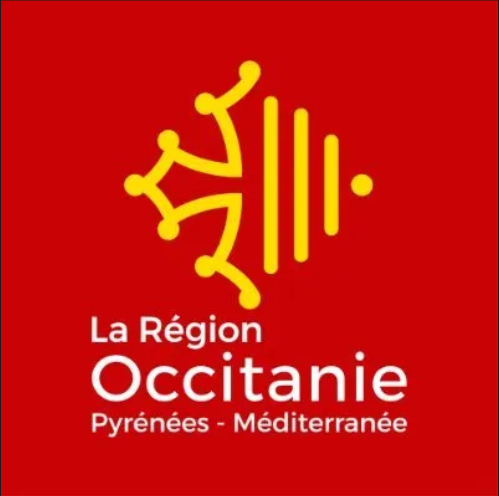 La Région
Occitanie
Pyrénées - Méditerranée